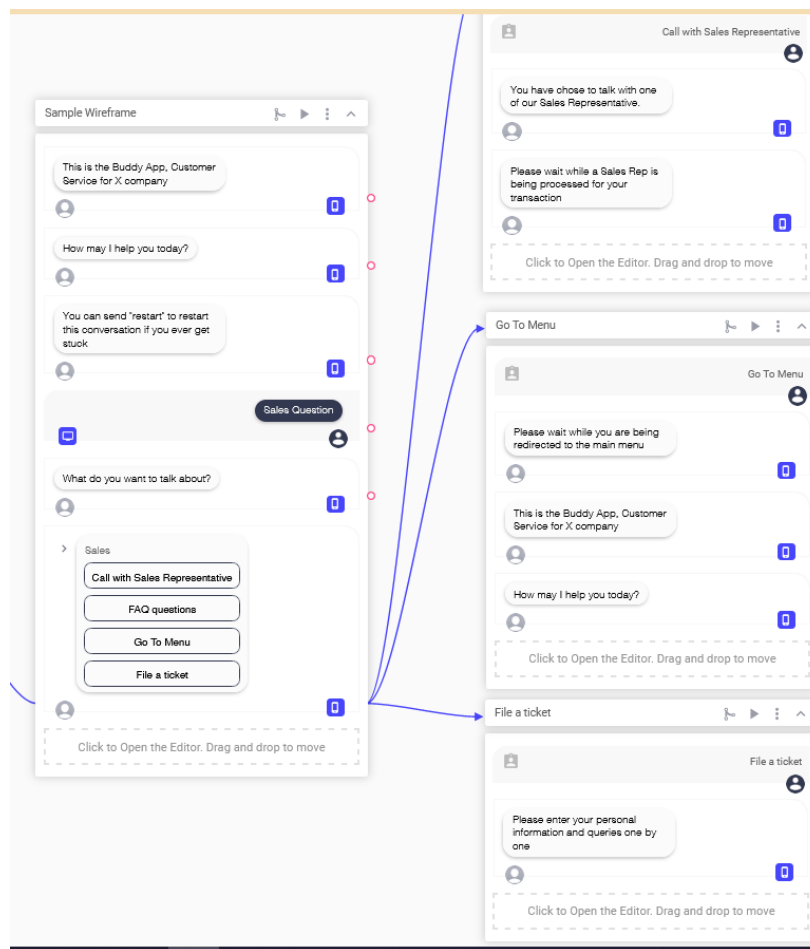 Sample Wireframe
This is the Buddy App, Customer
Service for X company
How may I help you today?
You can send "restart" to restart
this conversation if you ever get
stuck
Sales Question
What do you want to talk about?
Sales
Call with Sales Representative
FAQ questions
Go To Menu
File a ticket
Click to Open the Editor. Drag and drop to move
Call with Sales Representative
You have chose to talk with one
of our Sales Representative.
Please wait while a Sales Rep is
being processed for your
transaction
Click to Open the Editor. Drag and drop to move
Go To Menu
Go To Menu
Please wait while you are being
redirected to the main menu
This is the Buddy App, Customer
Service for X company
How may I help you today?
Click to Open the Editor. Drag and drop to move
File a ticket
File a ticket
Please enter your personal
information and queries one by
one
Click to Open the Editor. Drag and drop to move